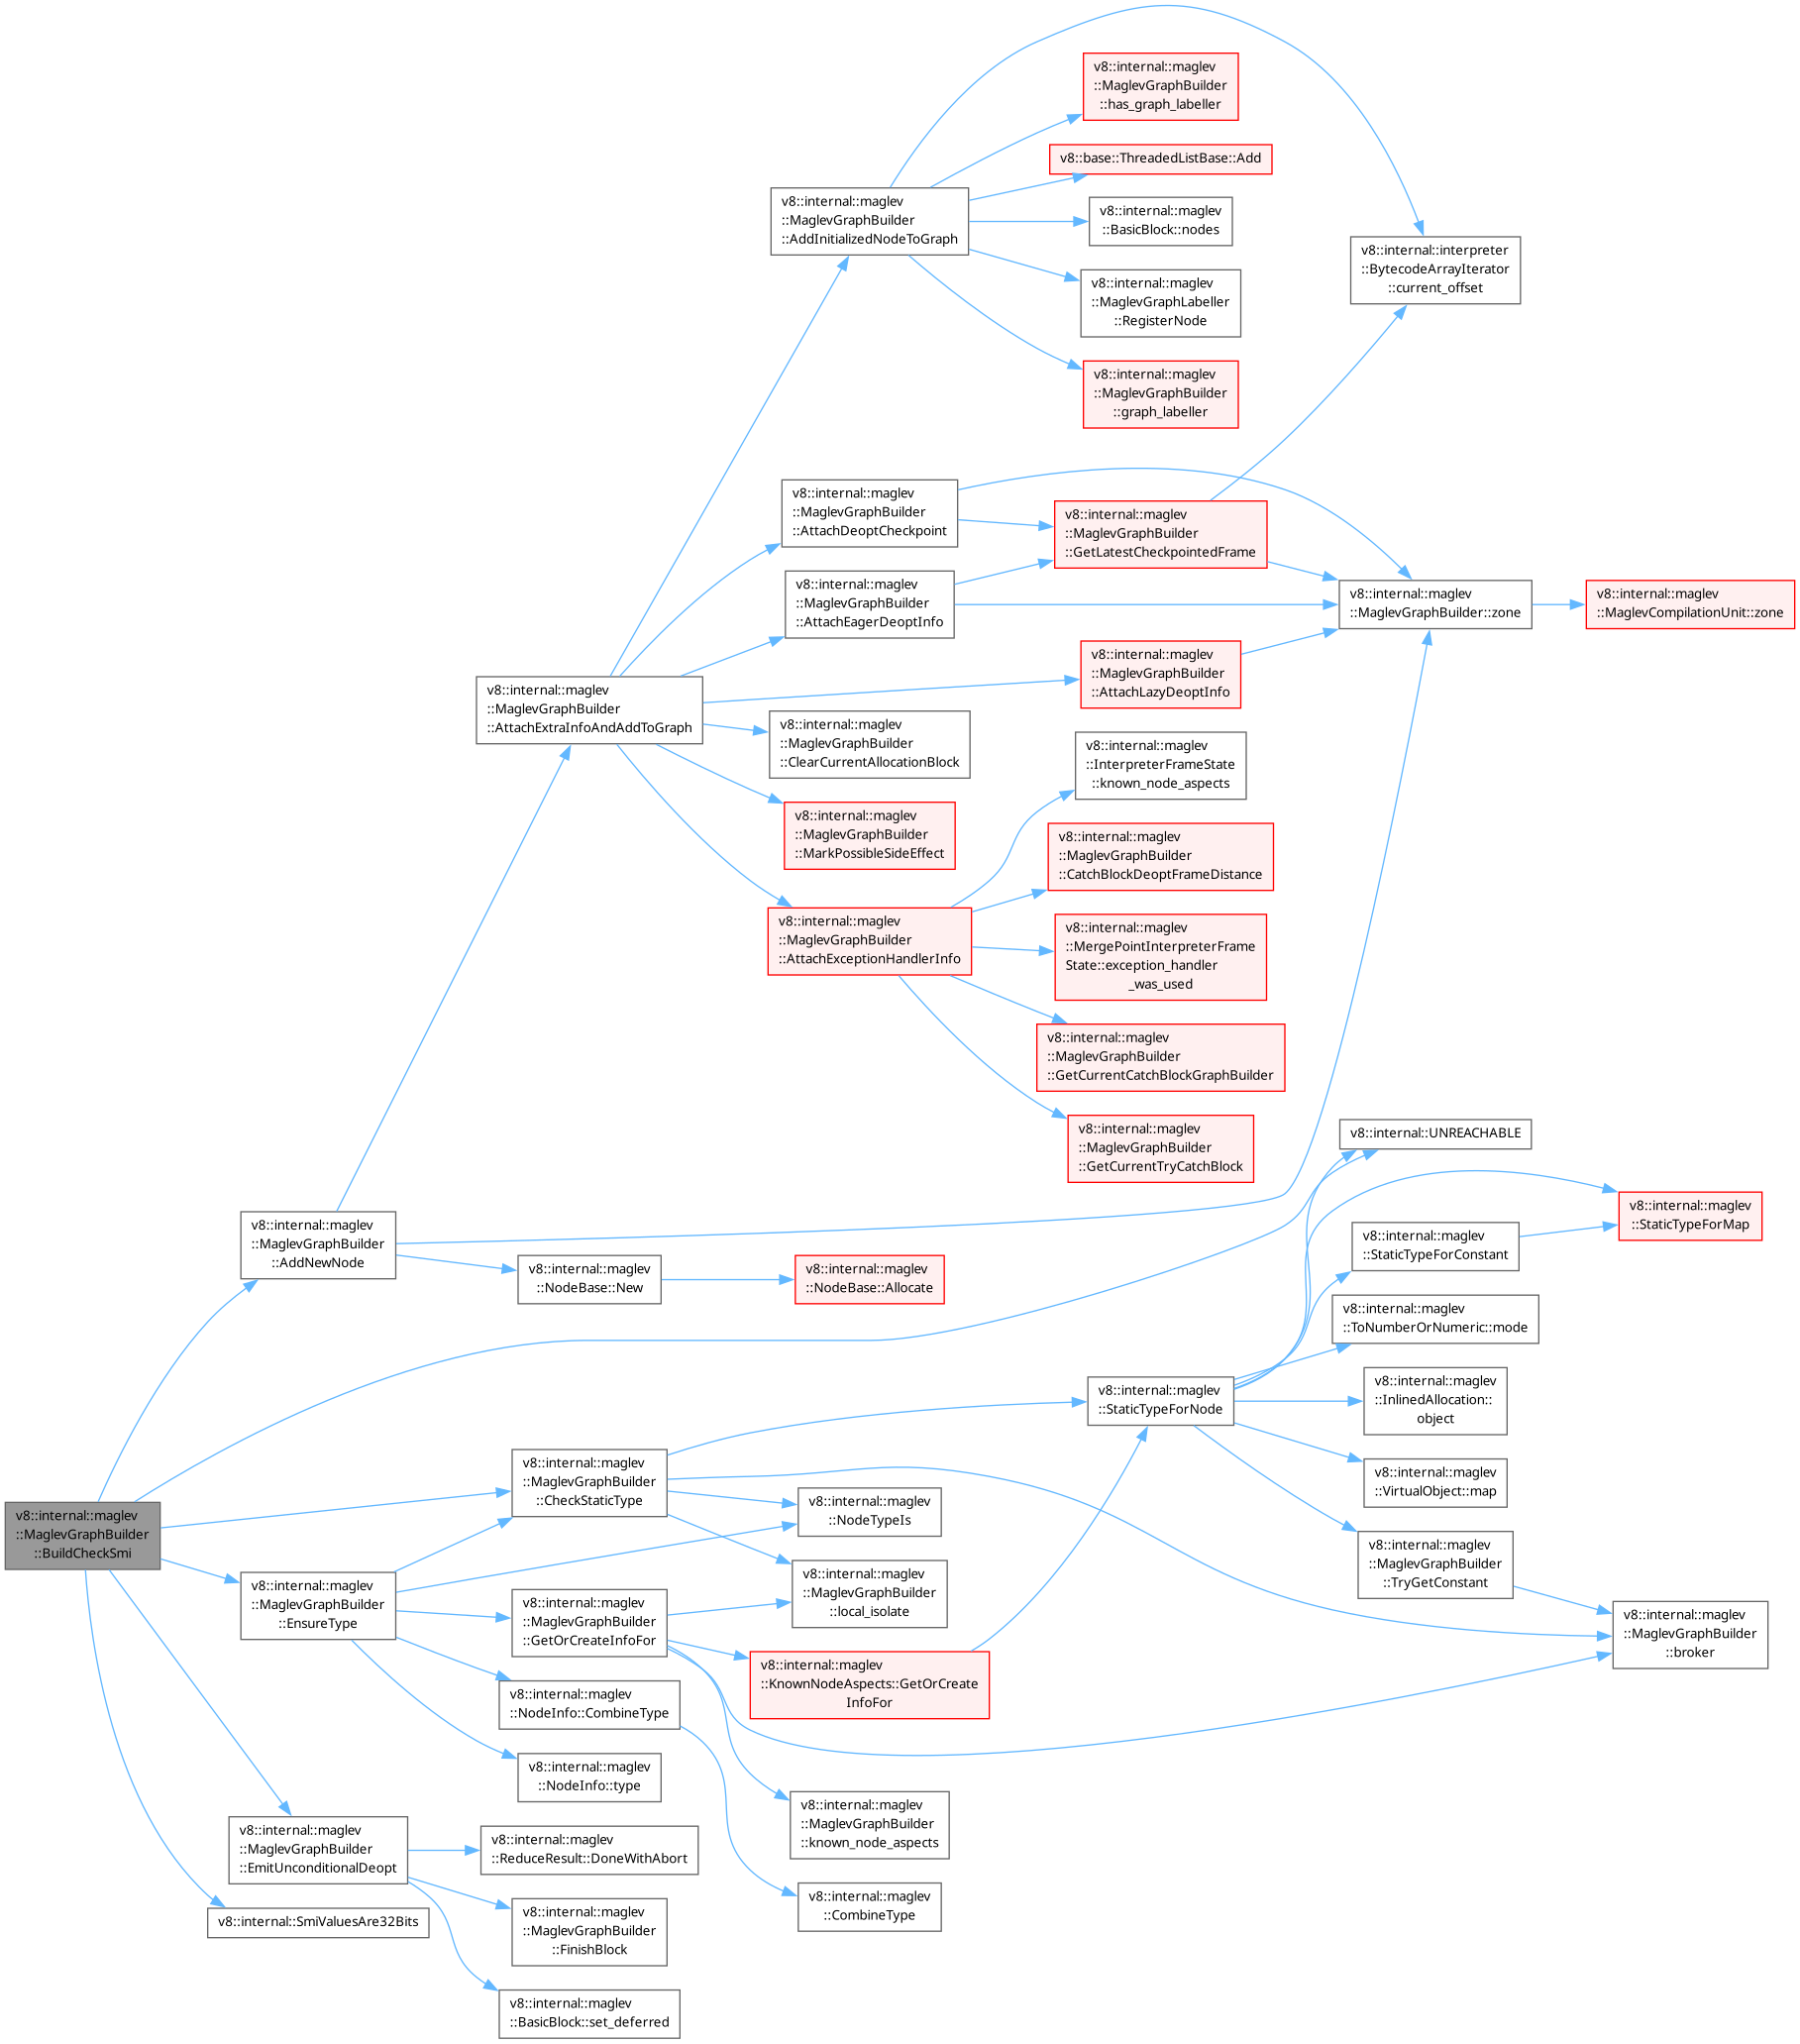 v8::internal::maglev
::MaglevGraphBuilder
::has_graph_labeller
v8::base::ThreadedListBase::Add
v8::internal::maglev
::MaglevGraphBuilder
::AddInitializedNodeToGraph
v8::internal::maglev
::BasicBlock::nodes
v8::internal::interpreter
::BytecodeArrayIterator
::current_offset
v8::internal::maglev
::MaglevGraphLabeller
::RegisterNode
v8::internal::maglev
::MaglevGraphBuilder
::graph_labeller
v8::internal::maglev
::MaglevGraphBuilder
::AttachDeoptCheckpoint
v8::internal::maglev
::MaglevGraphBuilder
::GetLatestCheckpointedFrame
v8::internal::maglev
::MaglevGraphBuilder
::AttachEagerDeoptInfo
v8::internal::maglev
::MaglevGraphBuilder::zone
v8::internal::maglev
::MaglevCompilationUnit::zone
v8::internal::maglev
::MaglevGraphBuilder
::AttachLazyDeoptInfo
v8::internal::maglev
::MaglevGraphBuilder
::AttachExtraInfoAndAddToGraph
v8::internal::maglev
::MaglevGraphBuilder
::ClearCurrentAllocationBlock
v8::internal::maglev
::InterpreterFrameState
::known_node_aspects
v8::internal::maglev
::MaglevGraphBuilder
::MarkPossibleSideEffect
v8::internal::maglev
::MaglevGraphBuilder
::CatchBlockDeoptFrameDistance
v8::internal::maglev
::MaglevGraphBuilder
::AttachExceptionHandlerInfo
v8::internal::maglev
::MergePointInterpreterFrame
State::exception_handler
_was_used
v8::internal::maglev
::MaglevGraphBuilder
::GetCurrentCatchBlockGraphBuilder
v8::internal::maglev
::MaglevGraphBuilder
::GetCurrentTryCatchBlock
v8::internal::UNREACHABLE
v8::internal::maglev
::StaticTypeForMap
v8::internal::maglev
::MaglevGraphBuilder
::AddNewNode
v8::internal::maglev
::StaticTypeForConstant
v8::internal::maglev
::NodeBase::New
v8::internal::maglev
::NodeBase::Allocate
v8::internal::maglev
::ToNumberOrNumeric::mode
v8::internal::maglev
::StaticTypeForNode
v8::internal::maglev
::InlinedAllocation::
object
v8::internal::maglev
::VirtualObject::map
v8::internal::maglev
::MaglevGraphBuilder
::CheckStaticType
v8::internal::maglev
::NodeTypeIs
v8::internal::maglev
::MaglevGraphBuilder
::BuildCheckSmi
v8::internal::maglev
::MaglevGraphBuilder
::TryGetConstant
v8::internal::maglev
::MaglevGraphBuilder
::local_isolate
v8::internal::maglev
::MaglevGraphBuilder
::EnsureType
v8::internal::maglev
::MaglevGraphBuilder
::GetOrCreateInfoFor
v8::internal::maglev
::MaglevGraphBuilder
::broker
v8::internal::maglev
::KnownNodeAspects::GetOrCreate
InfoFor
v8::internal::maglev
::NodeInfo::CombineType
v8::internal::maglev
::NodeInfo::type
v8::internal::maglev
::MaglevGraphBuilder
::known_node_aspects
v8::internal::maglev
::MaglevGraphBuilder
::EmitUnconditionalDeopt
v8::internal::maglev
::ReduceResult::DoneWithAbort
v8::internal::maglev
::CombineType
v8::internal::SmiValuesAre32Bits
v8::internal::maglev
::MaglevGraphBuilder
::FinishBlock
v8::internal::maglev
::BasicBlock::set_deferred